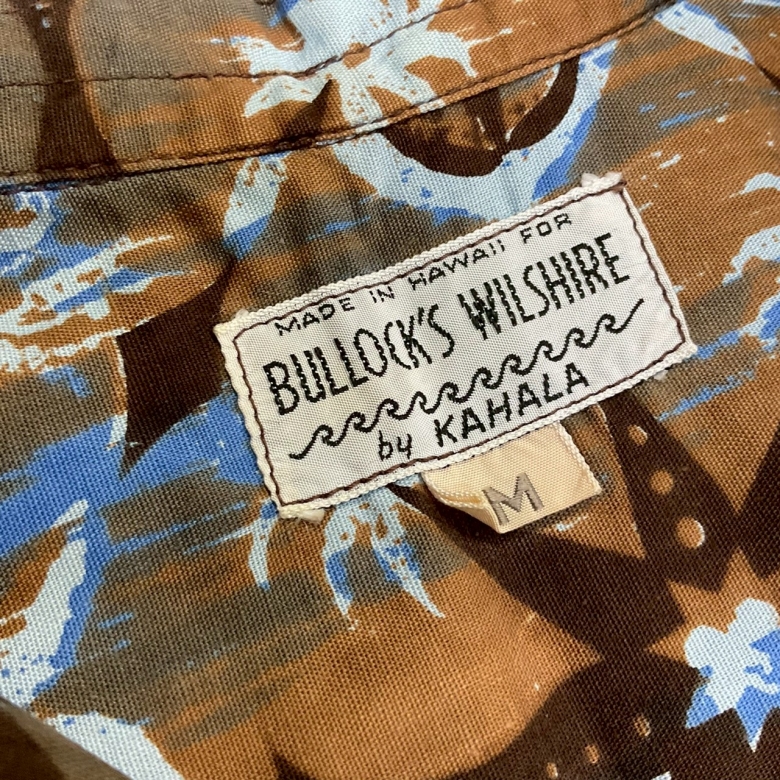 MADE IN HAWAII FOR
BULLOCK'S WILSHIRE
by KAHALA
M